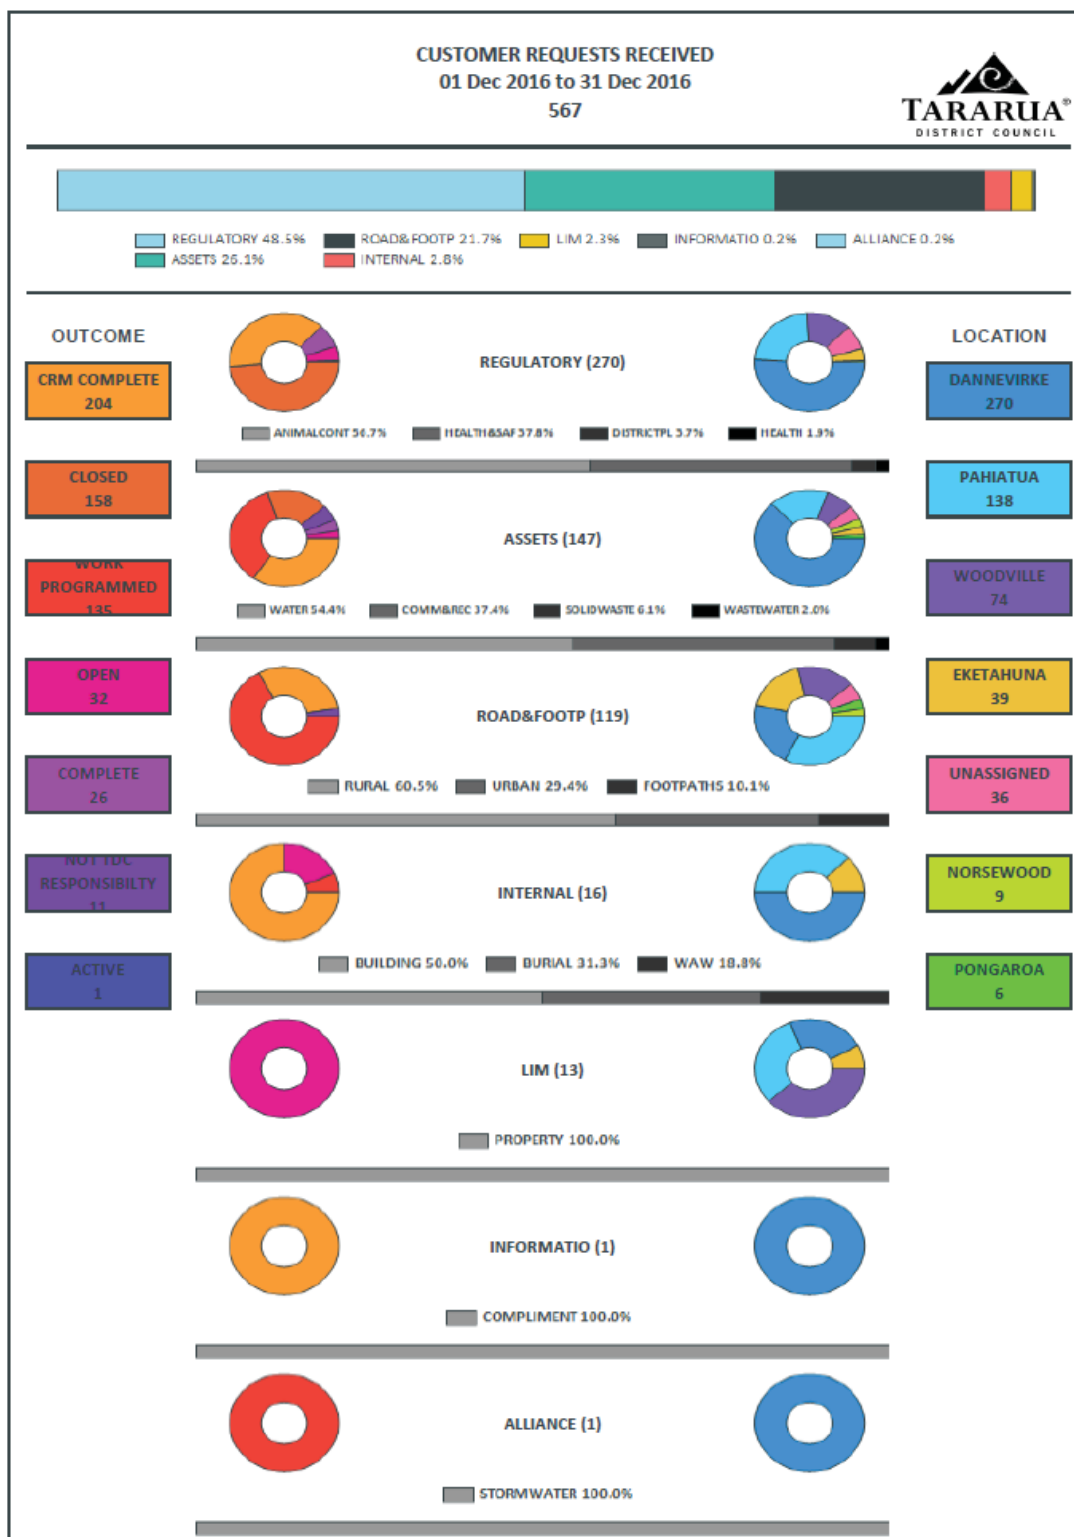 CUSTOMER REQUESTS RECEIVED
01 Dec 2016 to 31 Dec 2016
567
TARARUA®
DISTRICT COUNCIL
REGULATORY 48.5%
ROAD&FOOTP 21.7%
LIM 2.3%
INFORMATIO 0.2%
ALLIANCE 0.2%
ASSETS 26.1%
INTERNAL 2.8%
OUTCOME
CRM COMPLETE
204
CLOSED
158
WORK
PROGRAMMED
135
OPEN
32
COMPLETE
26
NOT TDC
RESPONSIBILTY
11
ACTIVE
1
REGULATORY (270)
ANIMALCONT 56.7%
HEALTH&SAF 37.8%
DISTRICTPL 3.7%
HEALTH 1.9%
ASSETS (147)
WATER 54.4%
COMM&REC 37.4%
SOLIDWASTE 6.1%
WASTEWATER 2.0%
ROAD&FOOTP (119)
RURAL 60.5%
URBAN 29.4%
FOOTPATHS 10.1%
INTERNAL (16)
BUILDING 50.0%
BURIAL 31.3%
WAW 18.8%
LIM (13)
PROPERTY 100.0%
INFORMATIO (1)
COMPLIMENT 100.0%
ALLIANCE (1)
STORMWATER 100.0%
LOCATION
DANNEVIRKE
270
PAHIATUA
138
WOODVILLE
74
EKETAHUNA
39
UNASSIGNED
36
NORSEWOOD
9
PONGAROA
6